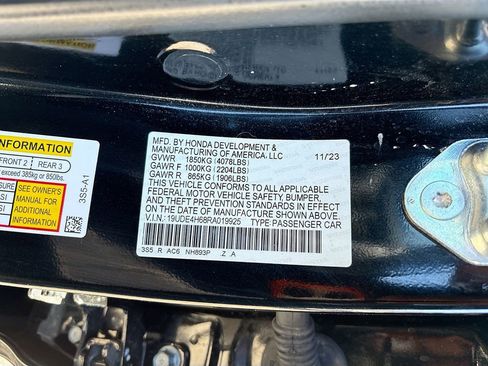 INFORMATION
FRONT 2 REAR 3
exceed 385kg or 850lbs.
SEE OWNER'S
MANUAL FOR
ADDITIONAL
INFORMATION
3S5-A1
MFD. BY HONDA DEVELOPMENT &
MANUFACTURING OF AMERICA, LLC 11/23
GVWR 1850KG (4078LBS)
GAWR F 1000KG (2204LBS)
GAWR R 865KG (1906LBS)
THIS VEHICLE CONFORMS TO ALL APPLICABLE
FEDERAL MOTOR VEHICLE SAFETY, BUMPER,
AND THEFT PREVENTION STANDARDS IN EFFECT
ON THE DATE OF MANUFACTURE SHOWN ABOVE.
V.I.N.: 19UDE4H68RA019925 TYPE:PASSENGER CAR
3S5 R AC6 NH893P Z A